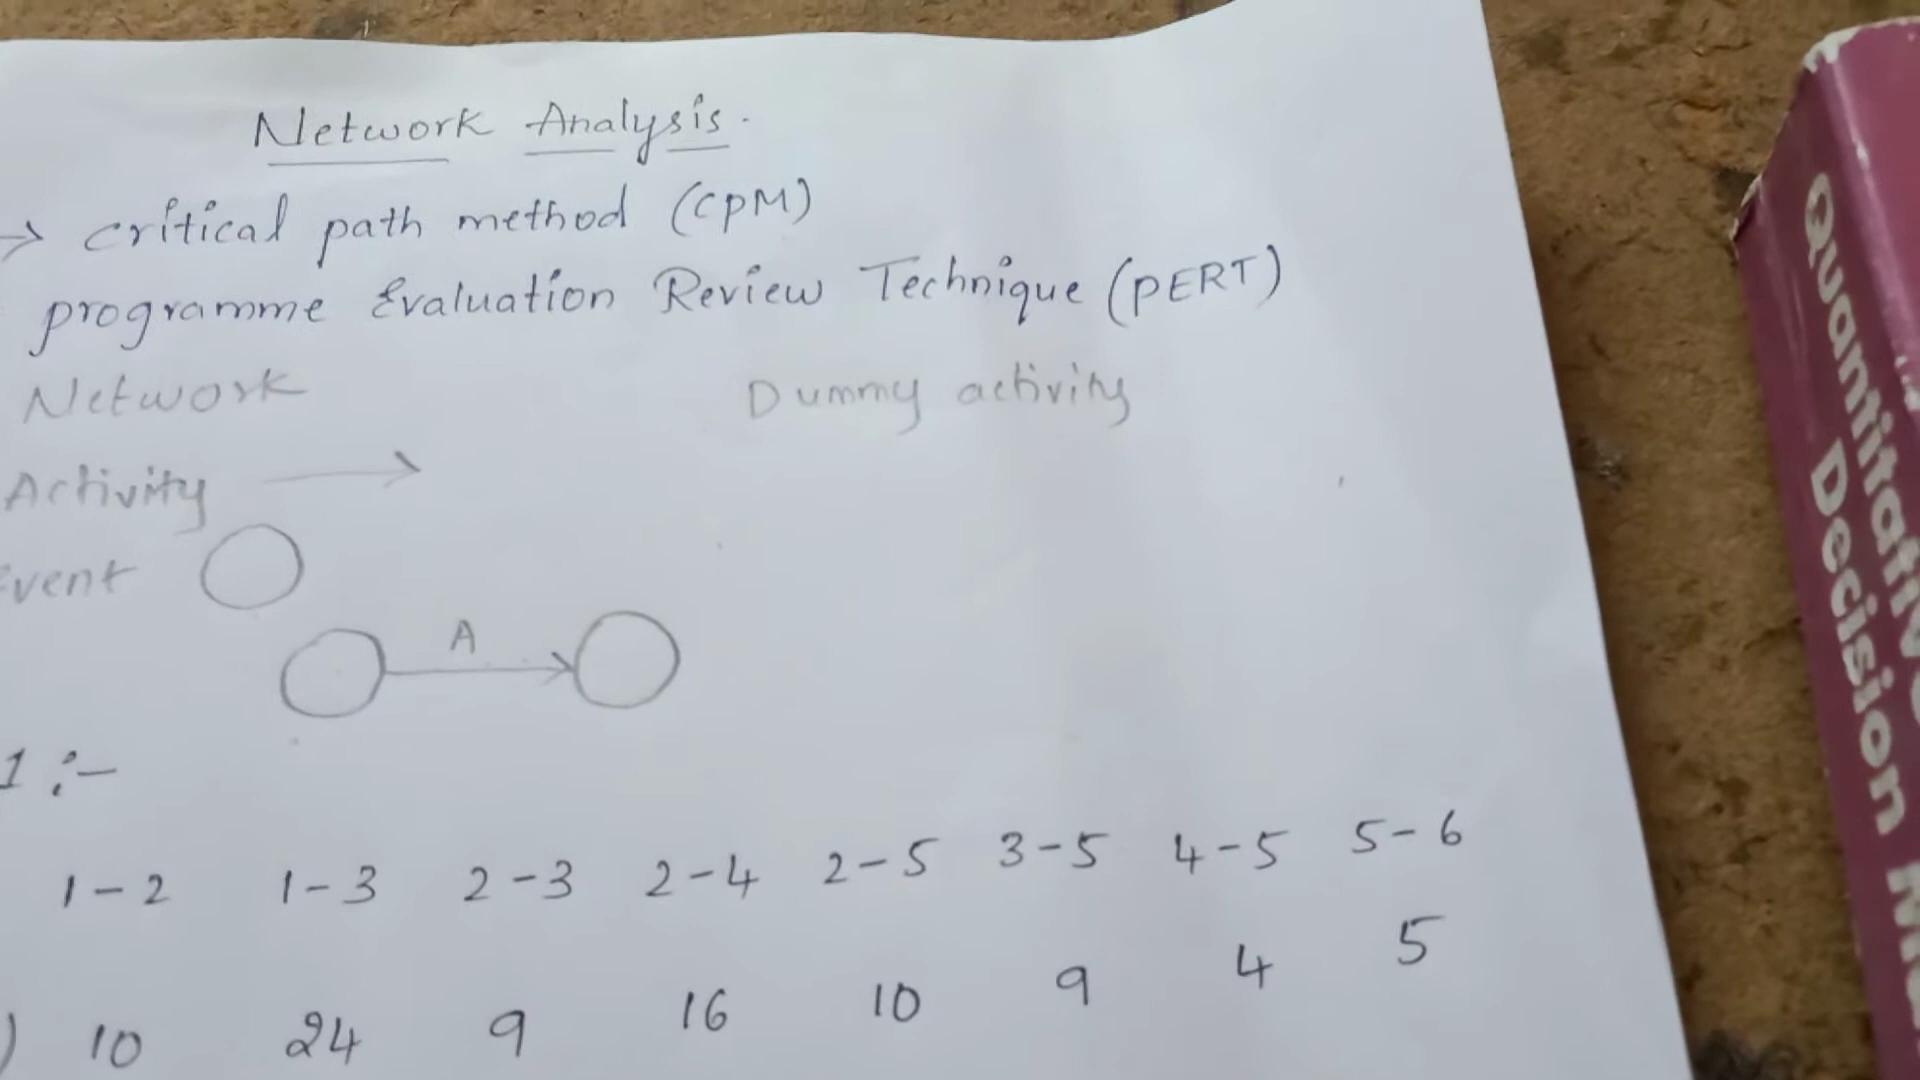 Network Analysis.
→ critical path method (CPM)
programme Evaluation Review Technique (PERT)
Network
Dummy activity
Activity
Event
A
1 :-
1-2 1-3 2-3 2-4 2-5 3-5 4-5 5-6
) 10 24 9 16 10 9 4 5
Quantitative
Decision